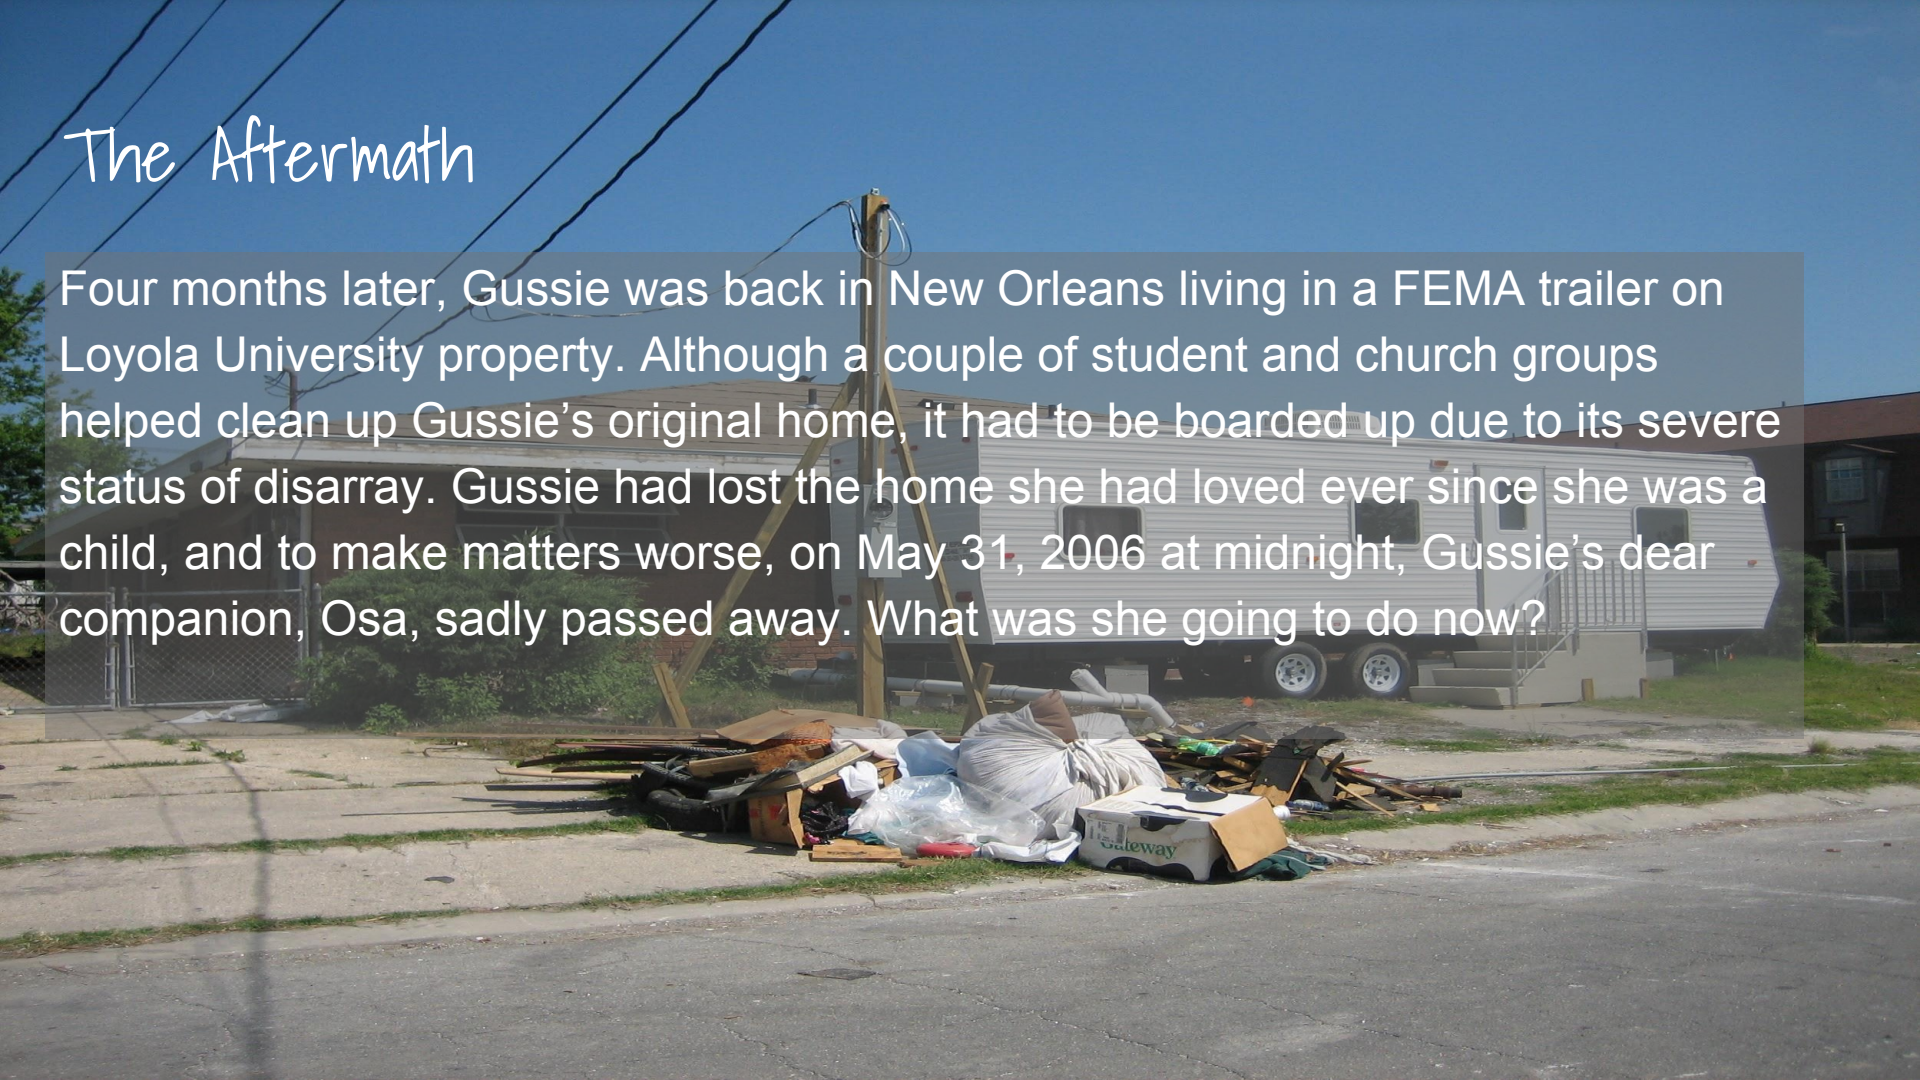 The Aftermath
Four months later, Gussie was back in New Orleans living in a FEMA trailer on
Loyola University property. Although a couple of student and church groups
helped clean up Gussie’s original home, it had to be boarded up due to its severe
status of disarray. Gussie had lost the home she had loved ever since she was a
child, and to make matters worse, on May 31, 2006 at midnight, Gussie’s dear
companion, Osa, sadly passed away. What was she going to do now?
Gateway